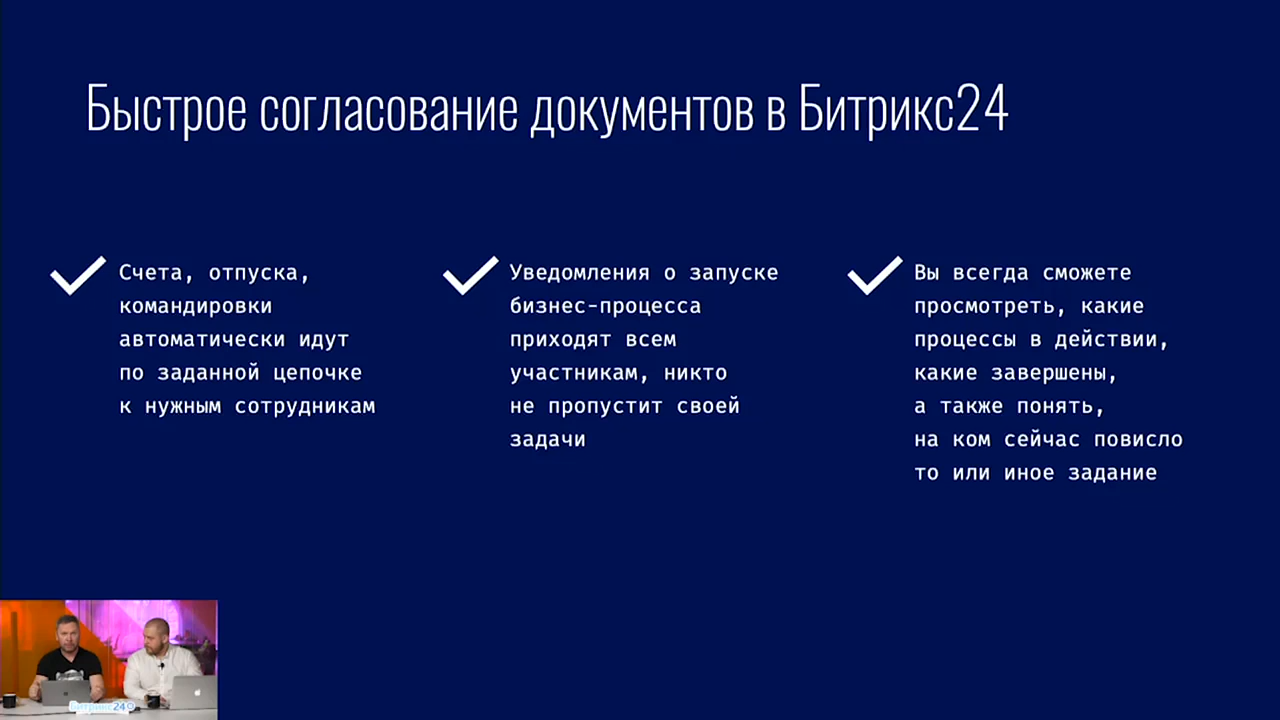 Быстрое согласование документов в Битрикс24
Счета, отпуска,
командировки
автоматически идут
по заданной цепочке
к нужным сотрудникам
Уведомления о запуске
бизнес-процесса
приходят всем
участникам, никто
не пропустит своей
задачи
Вы всегда сможете
просмотреть, какие
процессы в действии,
какие завершены,
а также понять,
на ком сейчас повисло
то или иное задание
Битрикс24